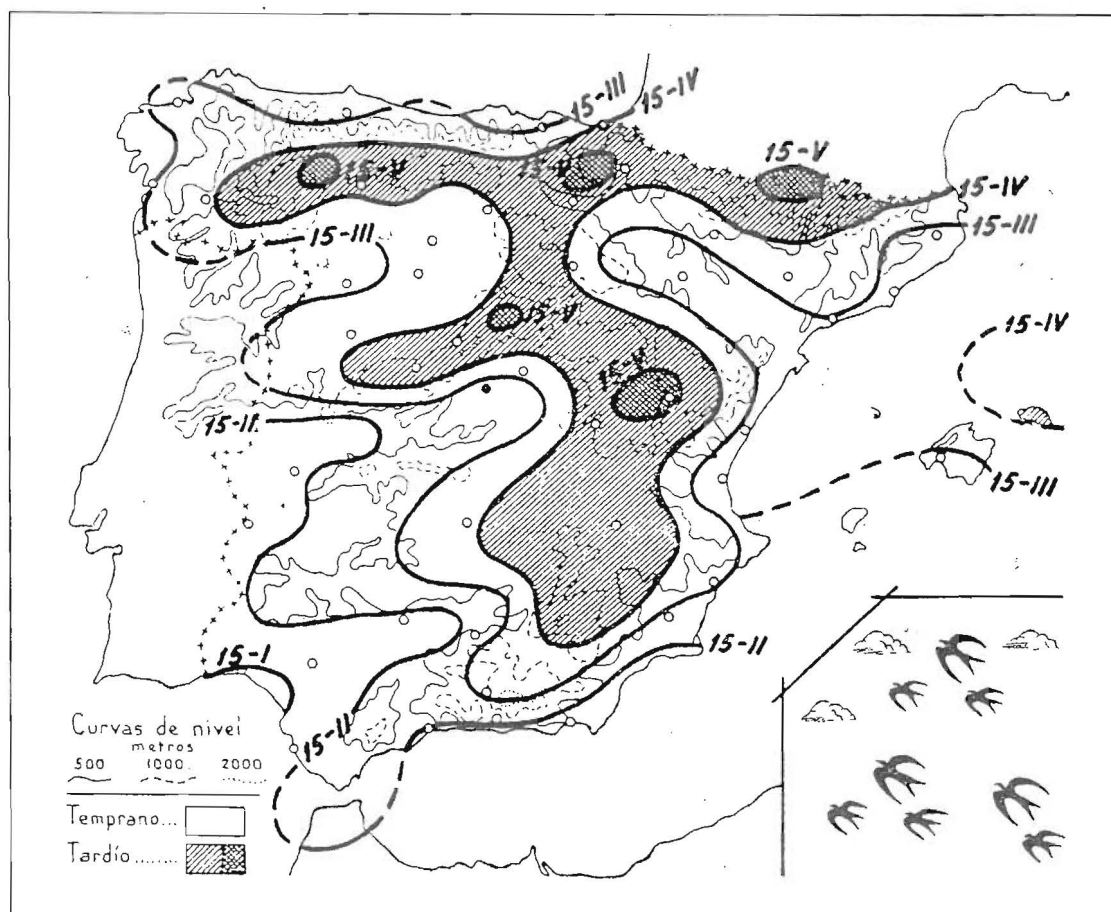 15-III
15-IV
15-V
15-V
15-V
15-IV
15-III
15-III
15-V
15-IV
15-V
15-II
15-III
15-II
15-I
15-II
Curvas de nivel
metros
500 1000 2000
Temprano...
Tardío........